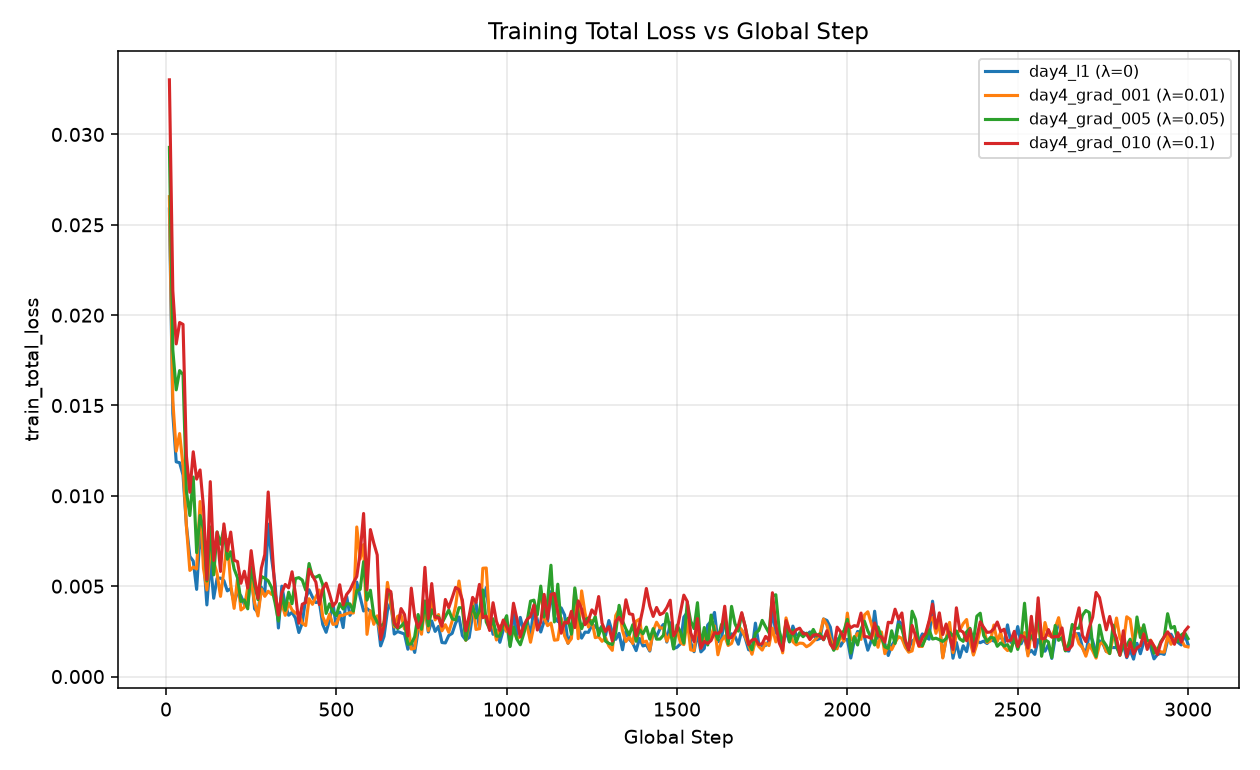 Training Total Loss vs Global Step
day4_l1 (λ=0)
day4_grad_001 (λ=0.01)
day4_grad_005 (λ=0.05)
day4_grad_010 (λ=0.1)
train_total_loss
0.030
0.025
0.020
0.015
0.010
0.005
0.000
0 500 1000 1500 2000 2500 3000
Global Step